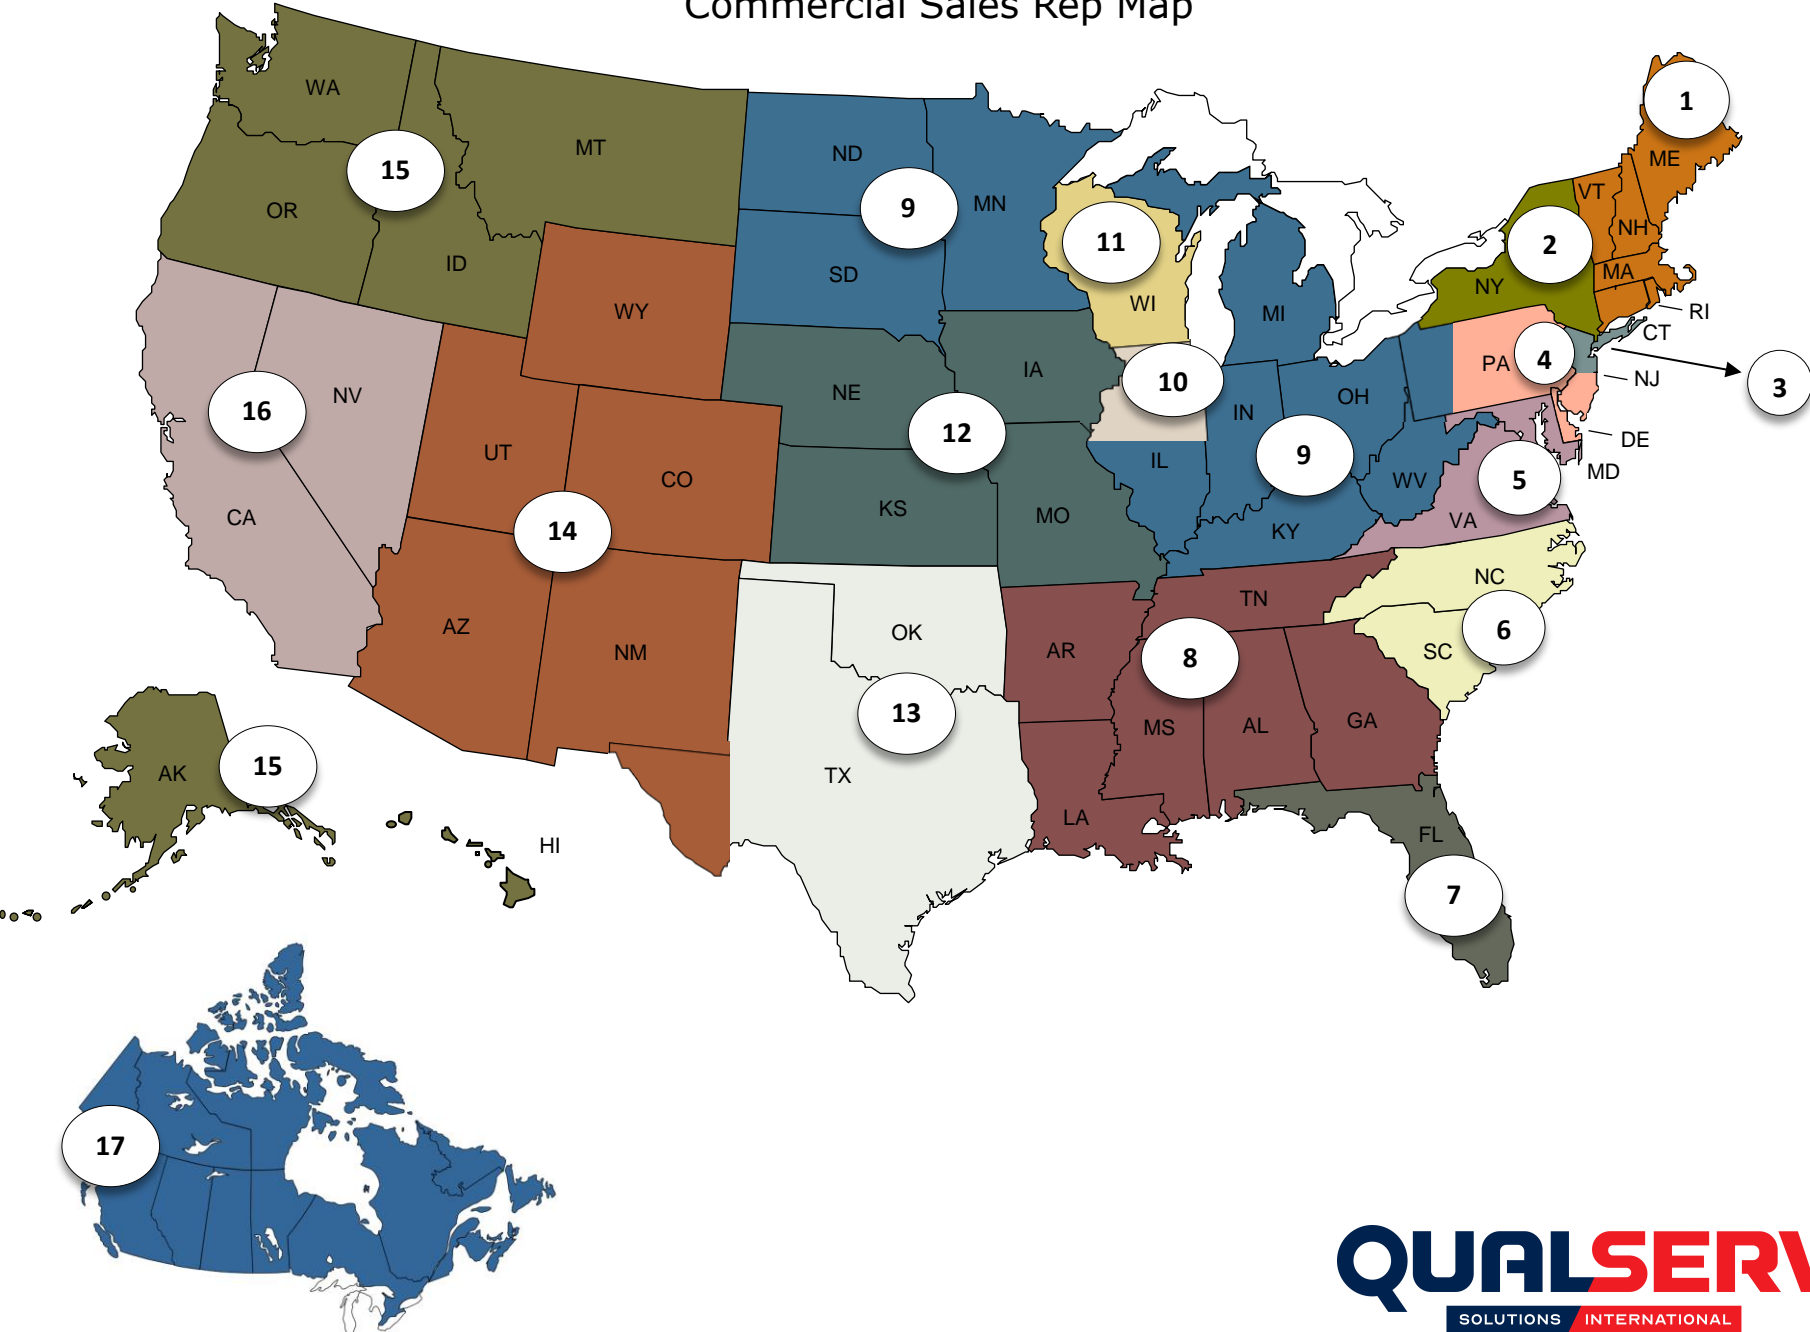 Commercial Sales Rep Map
WA
MT
ND
MN
OR
ID
SD
WI
MI
ME
VT
NH
NY
MA
RI
CT
WY
NV
NE
IA
IN
OH
PA
NJ
DE
MD
UT
CO
IL
WV
VA
CA
KS
MO
KY
NC
AZ
NM
OK
AR
TN
SC
TX
MS
AL
GA
LA
FL
AK
HI
1
2
3
4
5
6
7
8
9
9
10
11
12
13
14
15
15
16
17
QUALSERV
SOLUTIONS INTERNATIONAL